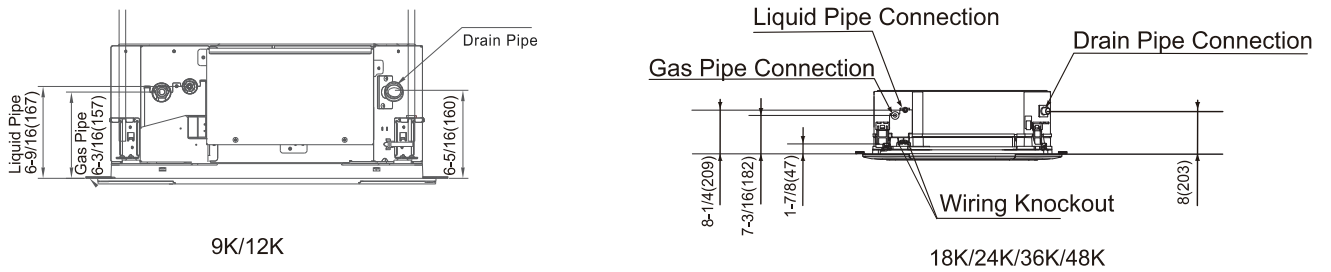 Drain Pipe
Liquid Pipe
6-9/16(167)
Gas Pipe
6-3/16(157)
6-5/16(160)
9K/12K
Liquid Pipe Connection
Drain Pipe Connection
Gas Pipe Connection
8-1/4(209)
7-3/16(182)
1-7/8(47)
8(203)
Wiring Knockout
18K/24K/36K/48K